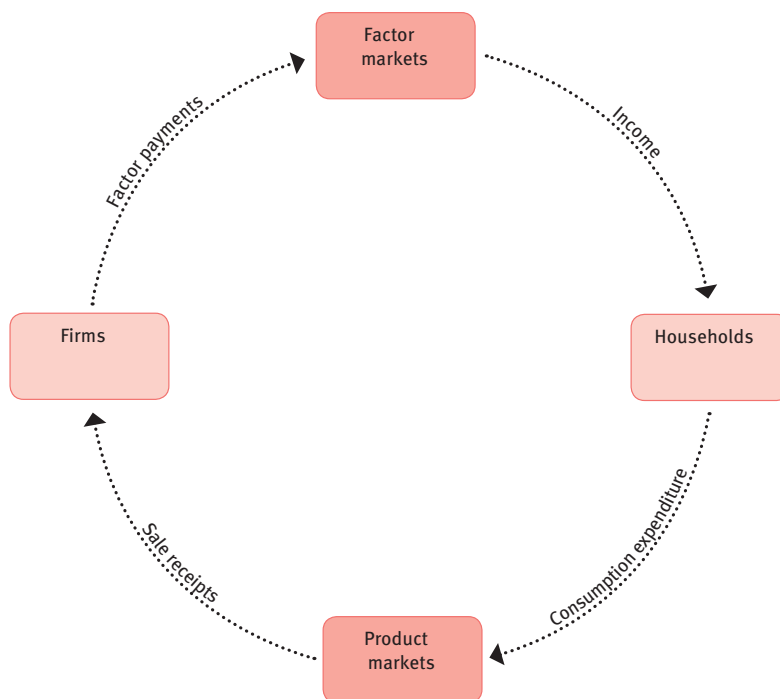 Factor
markets
Factor payments
Income
Firms
Households
Sale receipts
Consumption expenditure
Product
markets